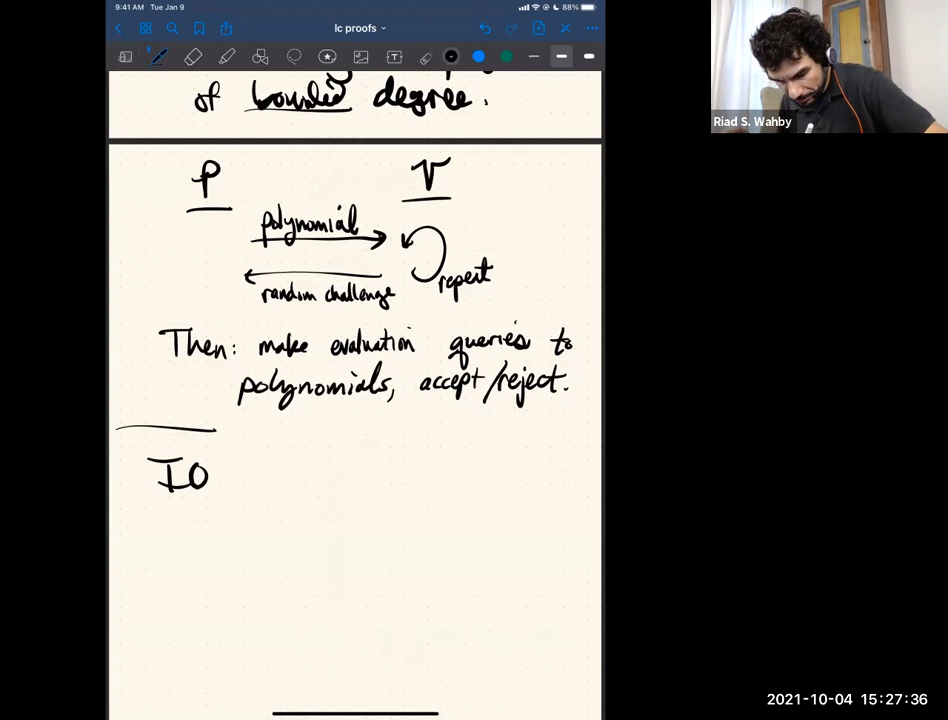 9:41 AM Tue Jan 9
88%
lc proofs
of bounded degree.
P
V
polynomial
repeat
random challenge
Then: make evaluation queries to
polynomials, accept/reject.
IO
Riad S. Wahby
2021-10-04 15:27:36